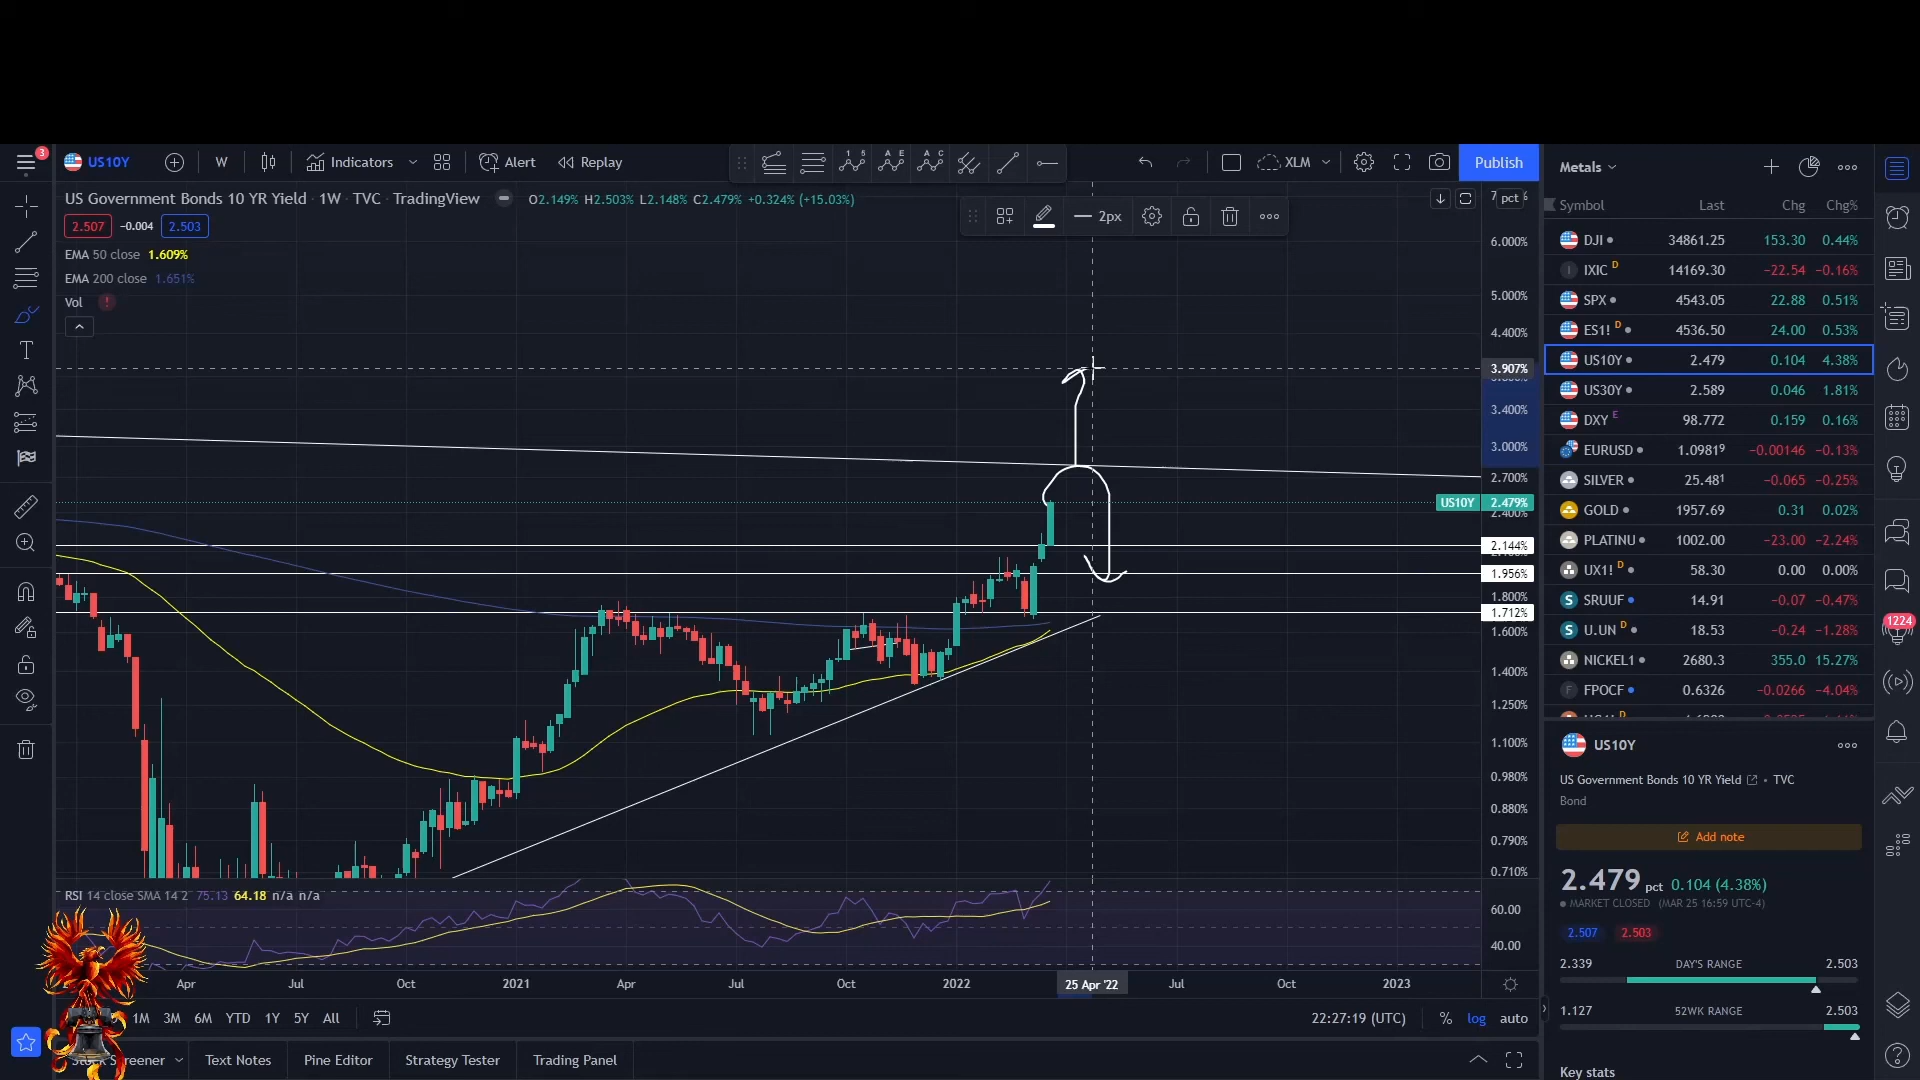 3
US10Y
W
Indicators
Alert
Replay
XLM
Publish
US Government Bonds 10 YR Yield · 1W · TVC · TradingView
O2.149% H2.503% L2.148% C2.479% +0.324% (+15.03%)
2.507 −0.004 2.503
EMA 50 close 1.609%
EMA 200 close 1.651%
Vol !
2px
pct
6.000%
5.000%
4.400%
3.907%
3.400%
3.000%
2.700%
US10Y 2.479%
2.400%
2.144%
1.956%
1.800%
1.712%
1.600%
1.400%
1.250%
1.100%
0.980%
0.880%
0.790%
0.710%
RSI 14 close SMA 14 2 75.13 64.18 n/a n/a
60.00
40.00
Apr Jul Oct 2021 Apr Jul Oct 2022 25 Apr '22 Jul Oct 2023
1M 3M 6M YTD 1Y 5Y All
22:27:19 (UTC) % log auto
Text Notes Pine Editor Strategy Tester Trading Panel
Metals
Symbol Last Chg Chg%
DJI 34861.25 153.30 0.44%
IXIC D 14169.30 −22.54 −0.16%
SPX 4543.05 22.88 0.51%
ES1! D 4536.50 24.00 0.53%
US10Y 2.479 0.104 4.38%
US30Y 2.589 0.046 1.81%
DXY E 98.772 0.159 0.16%
EURUSD 1.09819 −0.00146 −0.13%
SILVER 25.481 −0.065 −0.25%
GOLD 1957.69 0.31 0.02%
PLATINU 1002.00 −23.00 −2.24%
UX1! D 58.30 0.00 0.00%
SRUUF 14.91 −0.07 −0.47%
U.UN D 18.53 −0.24 −1.28%
NICKEL1 2680.3 355.0 15.27%
FPOCF 0.6326 −0.0266 −4.04%
US10Y
US Government Bonds 10 YR Yield • TVC
Bond
Add note
2.479 pct 0.104 (4.38%)
MARKET CLOSED (MAR 25 16:59 UTC-4)
2.507 2.503
2.339 DAY'S RANGE 2.503
1.127 52WK RANGE 2.503
Key stats
1224